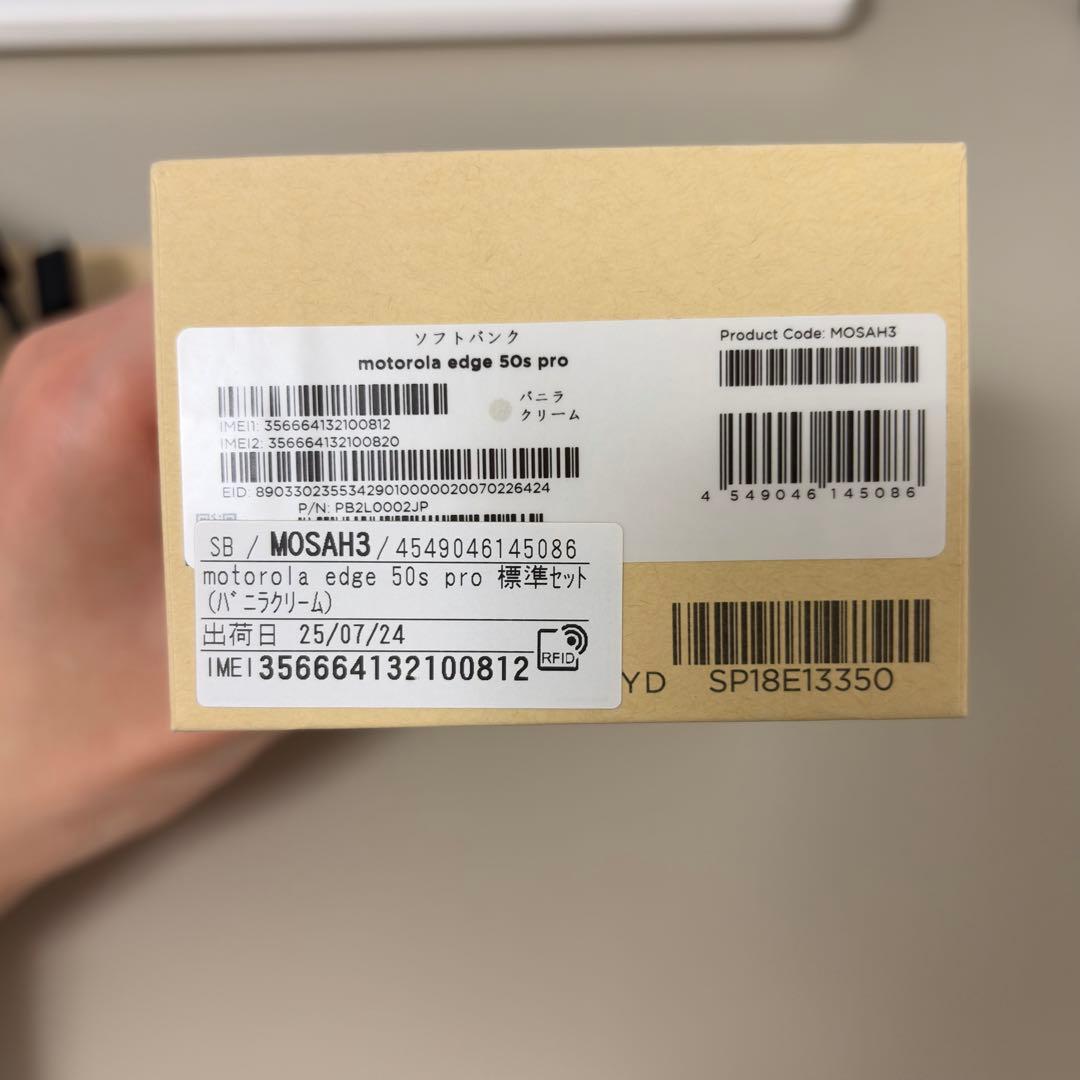 ソフトバンク
motorola edge 50s pro
バニラ
クリーム
IMEI1: 356664132100812
IMEI2: 356664132100820
EID: 89033023553429010000020070226424
P/N: PB2L0002JP
Product Code: MOSAH3
4 549046 145086
SB / MOSAH3 / 4549046145086
motorola edge 50s pro 標準ｾｯﾄ
(ﾊﾞﾆﾗｸﾘｰﾑ)
出荷日 25/07/24
RFID
IMEI 356664132100812
YD SP18E13350